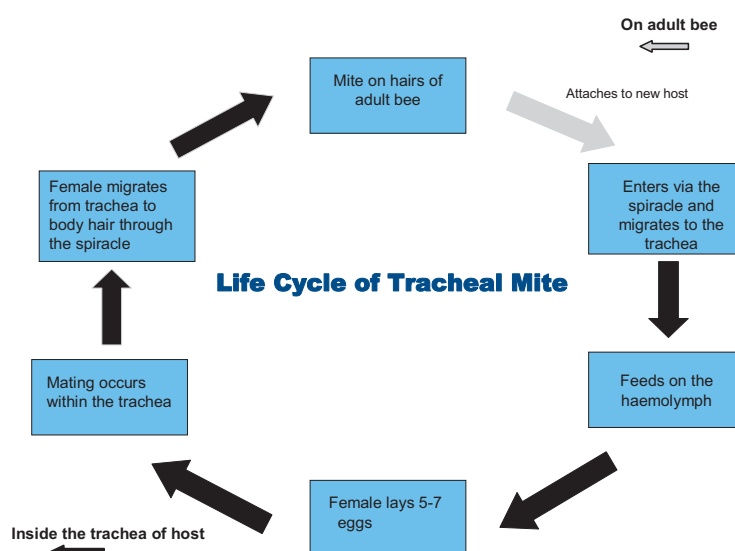 On adult bee
Mite on hairs of
adult bee
Attaches to new host
Female migrates
from trachea to
body hair through
the spiracle
Enters via the
spiracle and
migrates to the
trachea
Life Cycle of Tracheal Mite
Mating occurs
within the trachea
Feeds on the
haemolymph
Female lays 5-7
eggs
Inside the trachea of host